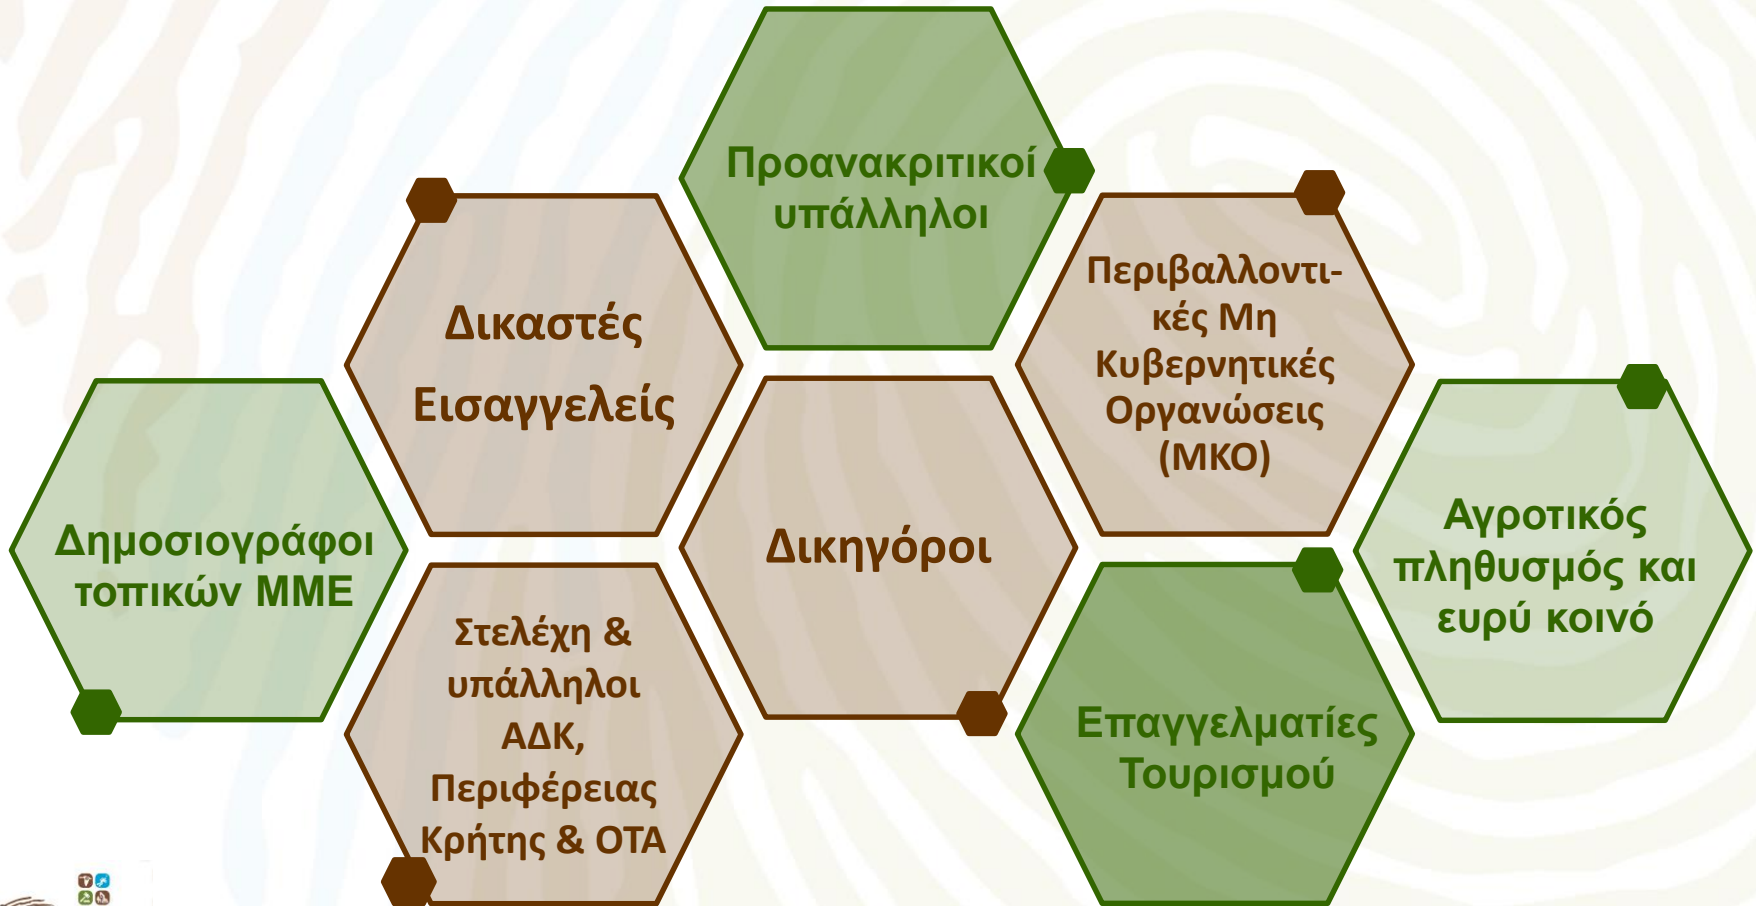 Προανακριτικοί
υπάλληλοι
Δικαστές
Εισαγγελείς
Περιβαλλοντι-
κές Μη
Κυβερνητικές
Οργανώσεις
(ΜΚΟ)
Δημοσιογράφοι
τοπικών ΜΜΕ
Δικηγόροι
Αγροτικός
πληθυσμός και
ευρύ κοινό
Στελέχη &
υπάλληλοι
ΑΔΚ,
Περιφέρειας
Κρήτης & ΟΤΑ
Επαγγελματίες
Τουρισμού